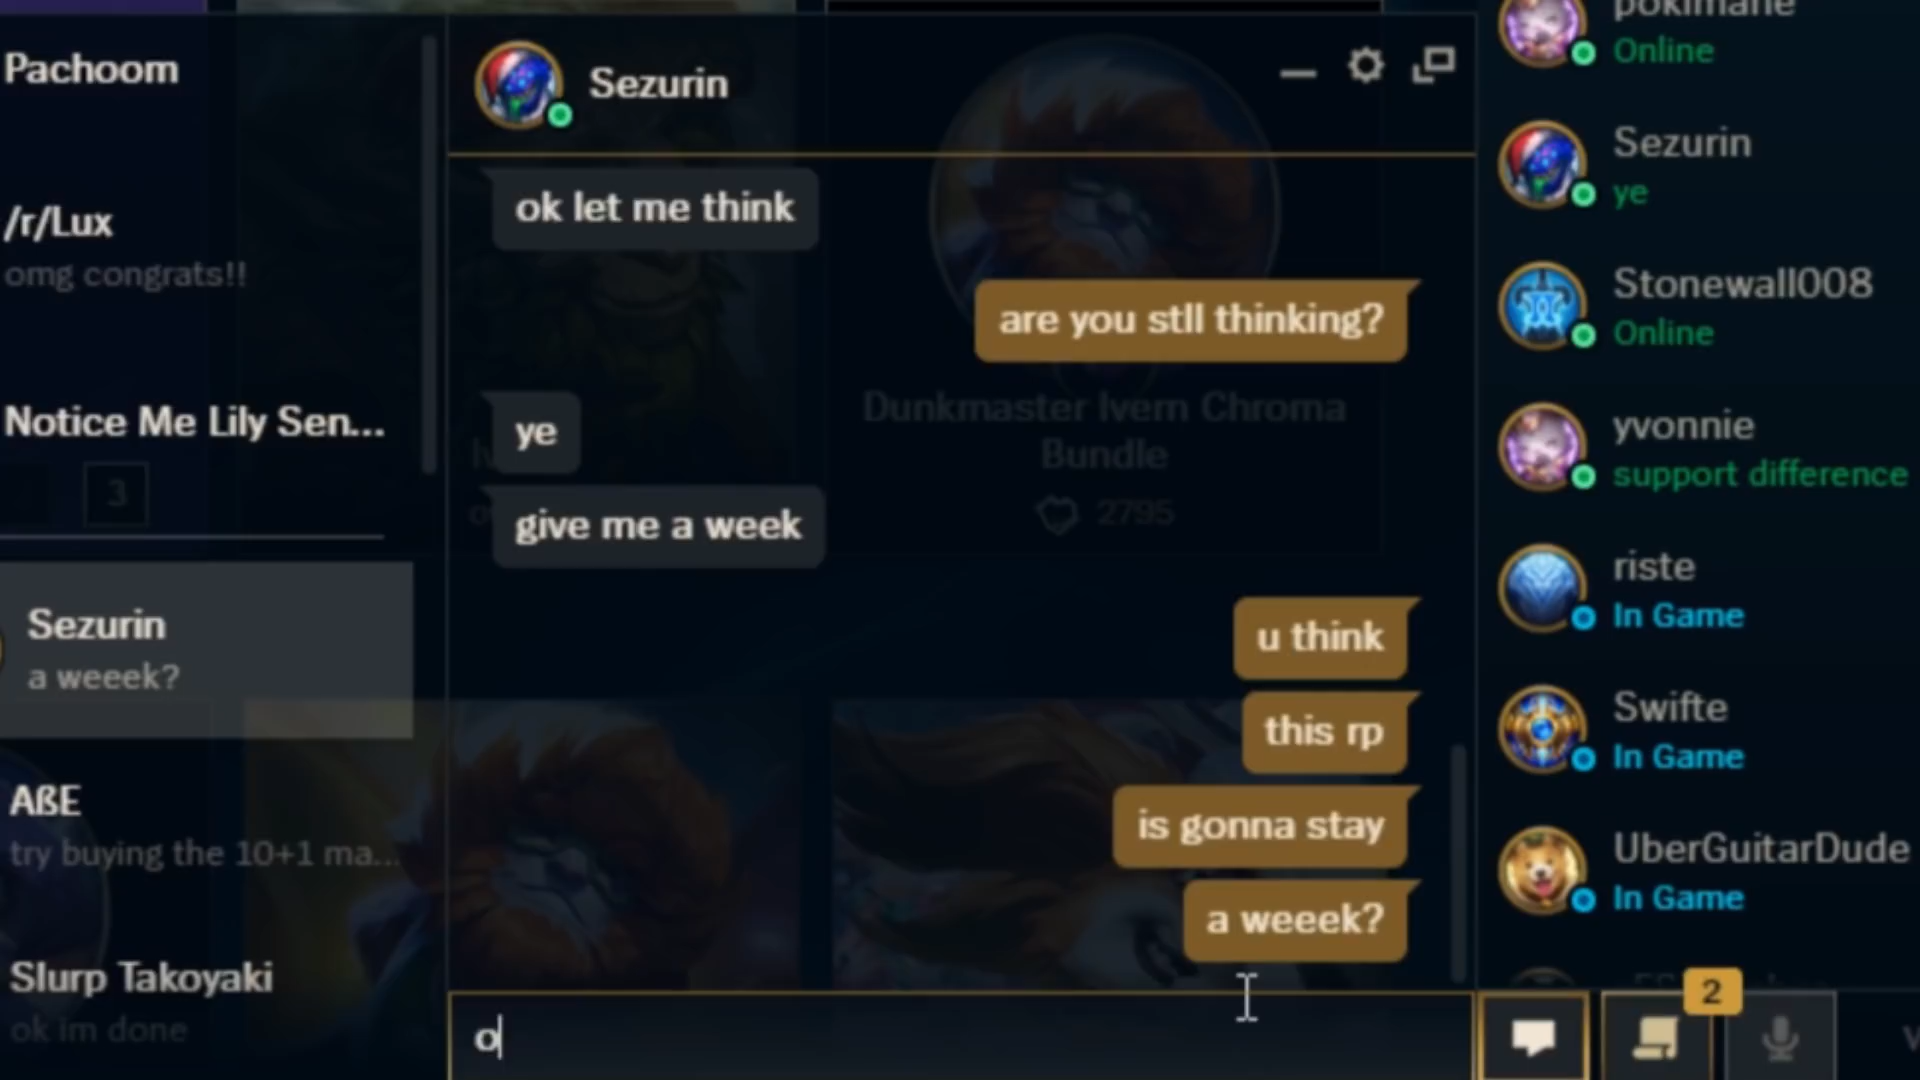 Pachoom
/r/Lux
omg congrats!!
Notice Me Lily Sen...
3
Sezurin
a weeek?
AßE
try buying the 10+1 ma...
Slurp Takoyaki
ok im done
Sezurin
ok let me think
are you stll thinking?
ye
give me a week
Dunkmaster Ivern Chroma
Bundle
2795
u think
this rp
is gonna stay
a weeek?
o
pokimane
Online
Sezurin
ye
Stonewall008
Online
yvonnie
support difference
riste
In Game
Swifte
In Game
UberGuitarDude
In Game
2